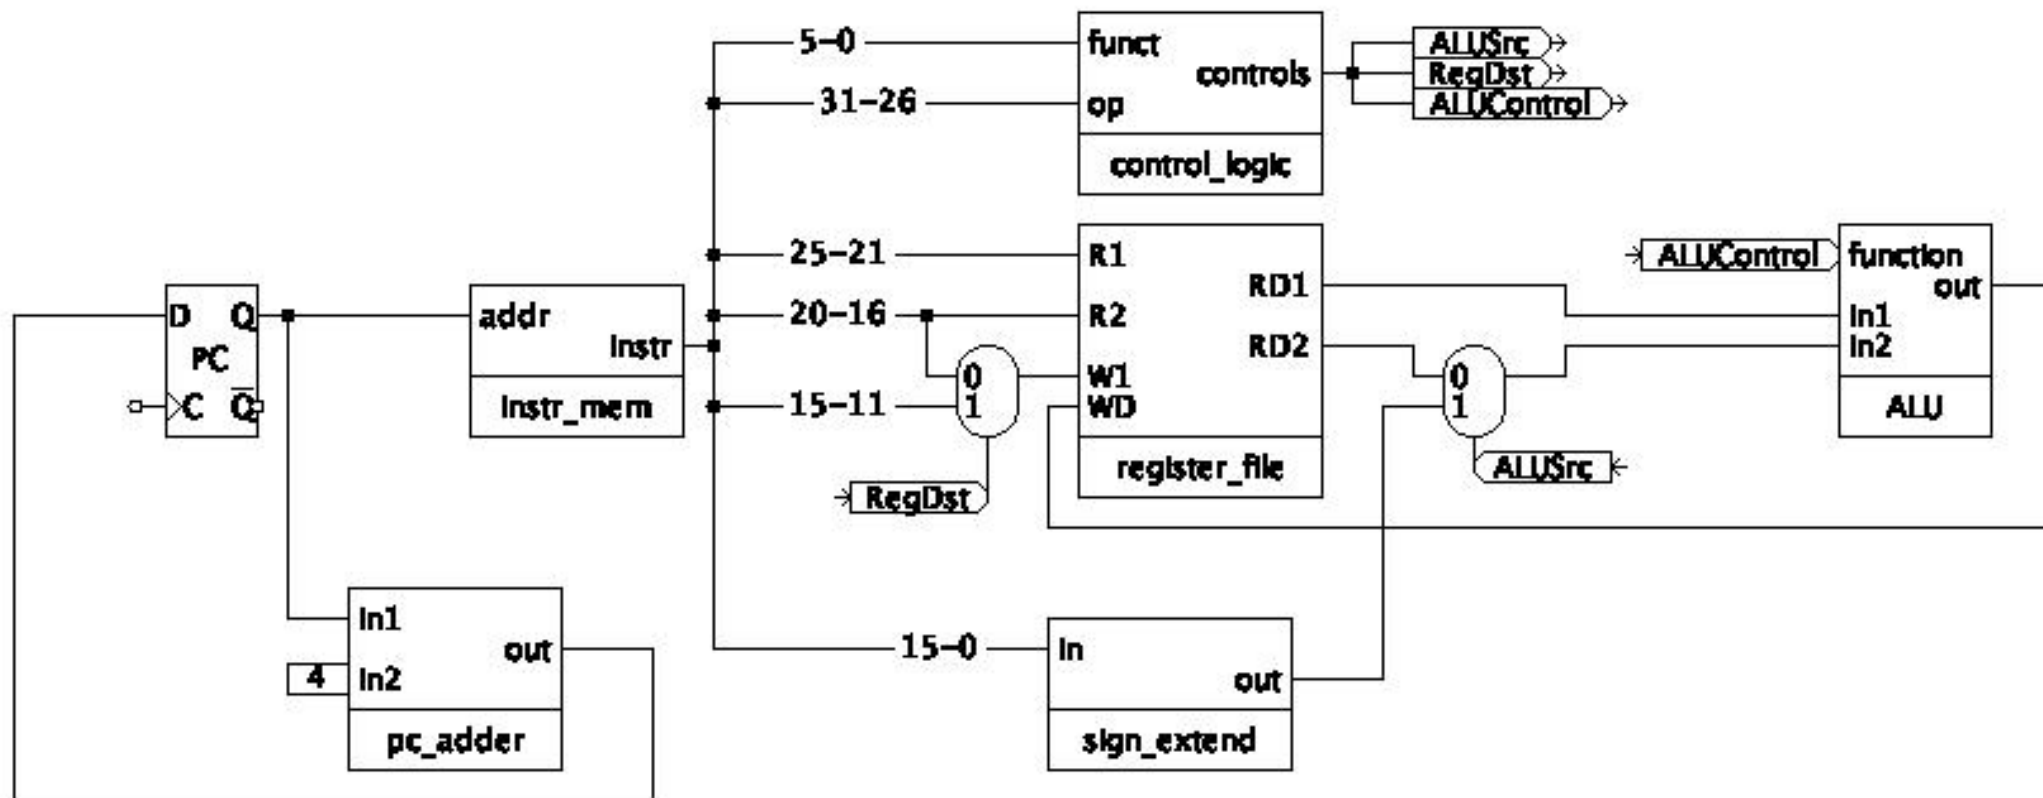 5-0
funct
controls
ALUSrc
RegDst
31-26
op
ALUControl
control_logic
25-21
R1
RD1
ALUControl
function
out
D Q
PC
C Q
addr
Instr
Instr_mem
20-16
R2
RD2
In1
In2
0
1
W1
WD
15-11
0
1
ALU
register_file
ALUSrc
RegDst
In1
out
4
In2
pc_adder
15-0
In
out
sign_extend